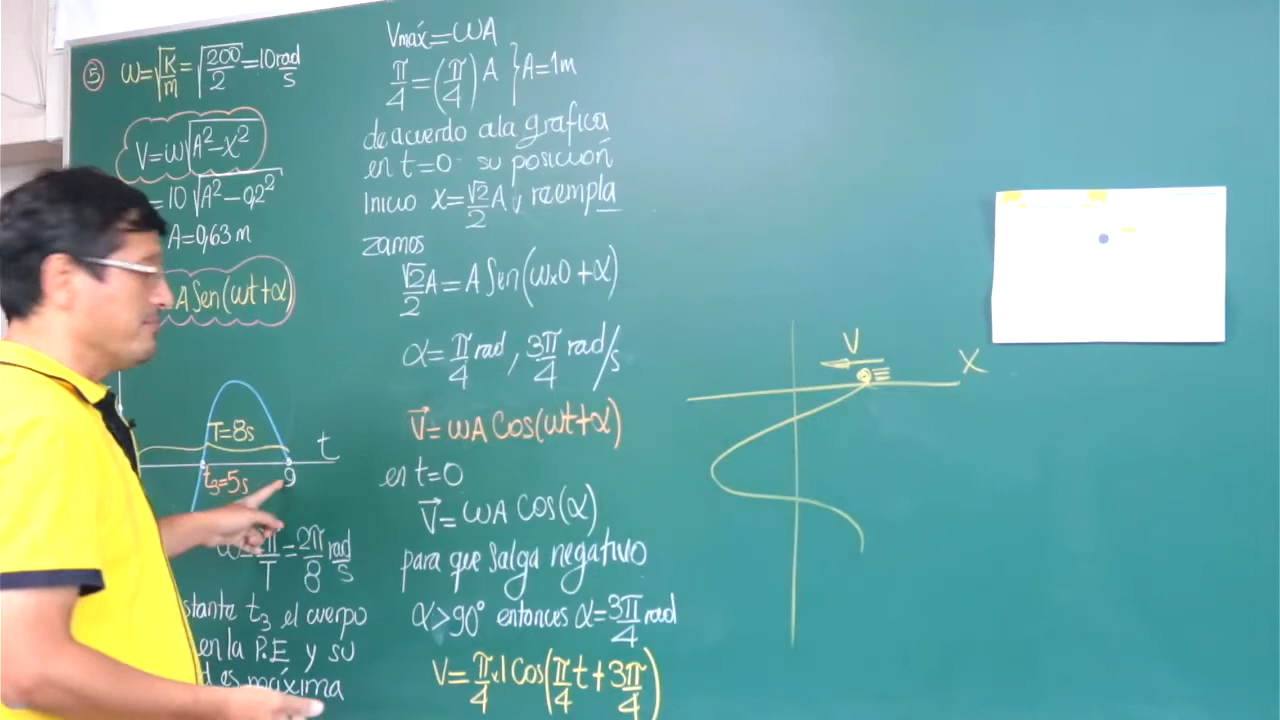 ⑤ ω=√K/m=√200/2=10 rad/s
V=ω√A²-x²
=10√A²-0,2²
A=0,63 m
A Sen(ωt+α)
T=8s
t
t₃=5s
9
ω=2π/T=2π/8 rad/s
t₃ el cuerpo
en la P.E y su
es máxima
Vmáx=ωA
π/4=(π/4)A } A=1m
de acuerdo a la grafica
en t=0 su posición
Inicio x=√2/2 A, reempla
zamos
√2/2 A=A Sen(ωx0+α)
α=π/4 rad, 3π/4 rad/s
V⃗=ωA Cos(ωt+α)
en t=0
V⃗=ωA Cos(α)
para que salga negativo
α>90° entonces α=3π/4 rad
V=π/4x1 Cos(π/4 t+3π/4)
V
X